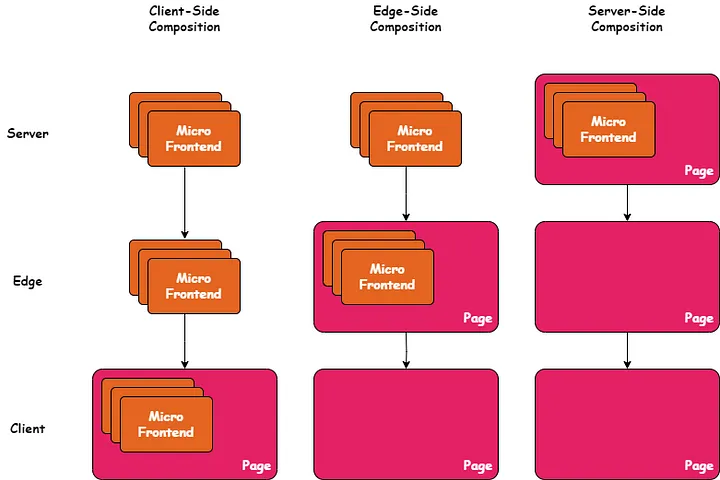 Client-Side
Composition
Edge-Side
Composition
Server-Side
Composition
Server
Micro
Frontend
Micro
Frontend
Micro
Frontend
Page
Edge
Micro
Frontend
Micro
Frontend
Page
Page
Client
Micro
Frontend
Page
Page
Page